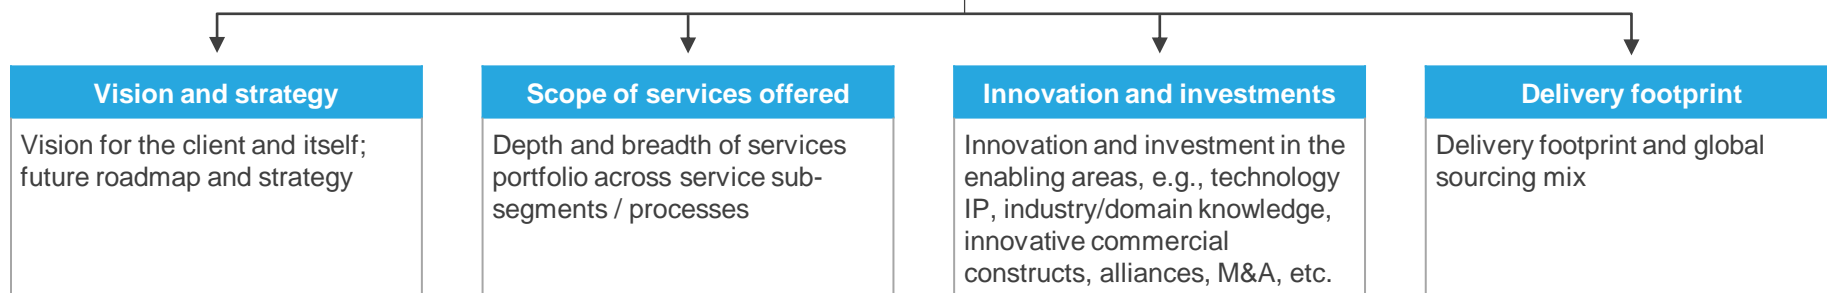 Vision and strategy
Vision for the client and itself;
future roadmap and strategy
Scope of services offered
Depth and breadth of services
portfolio across service sub-
segments / processes
Innovation and investments
Innovation and investment in the
enabling areas, e.g., technology
IP, industry/domain knowledge,
innovative commercial
constructs, alliances, M&A, etc.
Delivery footprint
Delivery footprint and global
sourcing mix